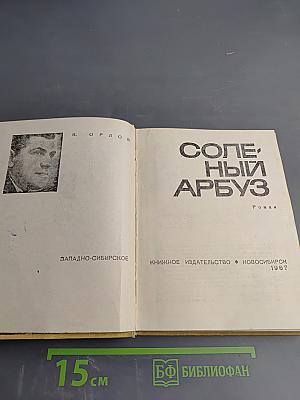 В. ОРЛОВ
СОЛЕ-
НЫЙ
АРБУЗ
Роман
ЗАПАДНО-СИБИРСКОЕ КНИЖНОЕ ИЗДАТЕЛЬСТВО ◆ НОВОСИБИРСК
1967
15 см
БФ БИБЛИОФАН